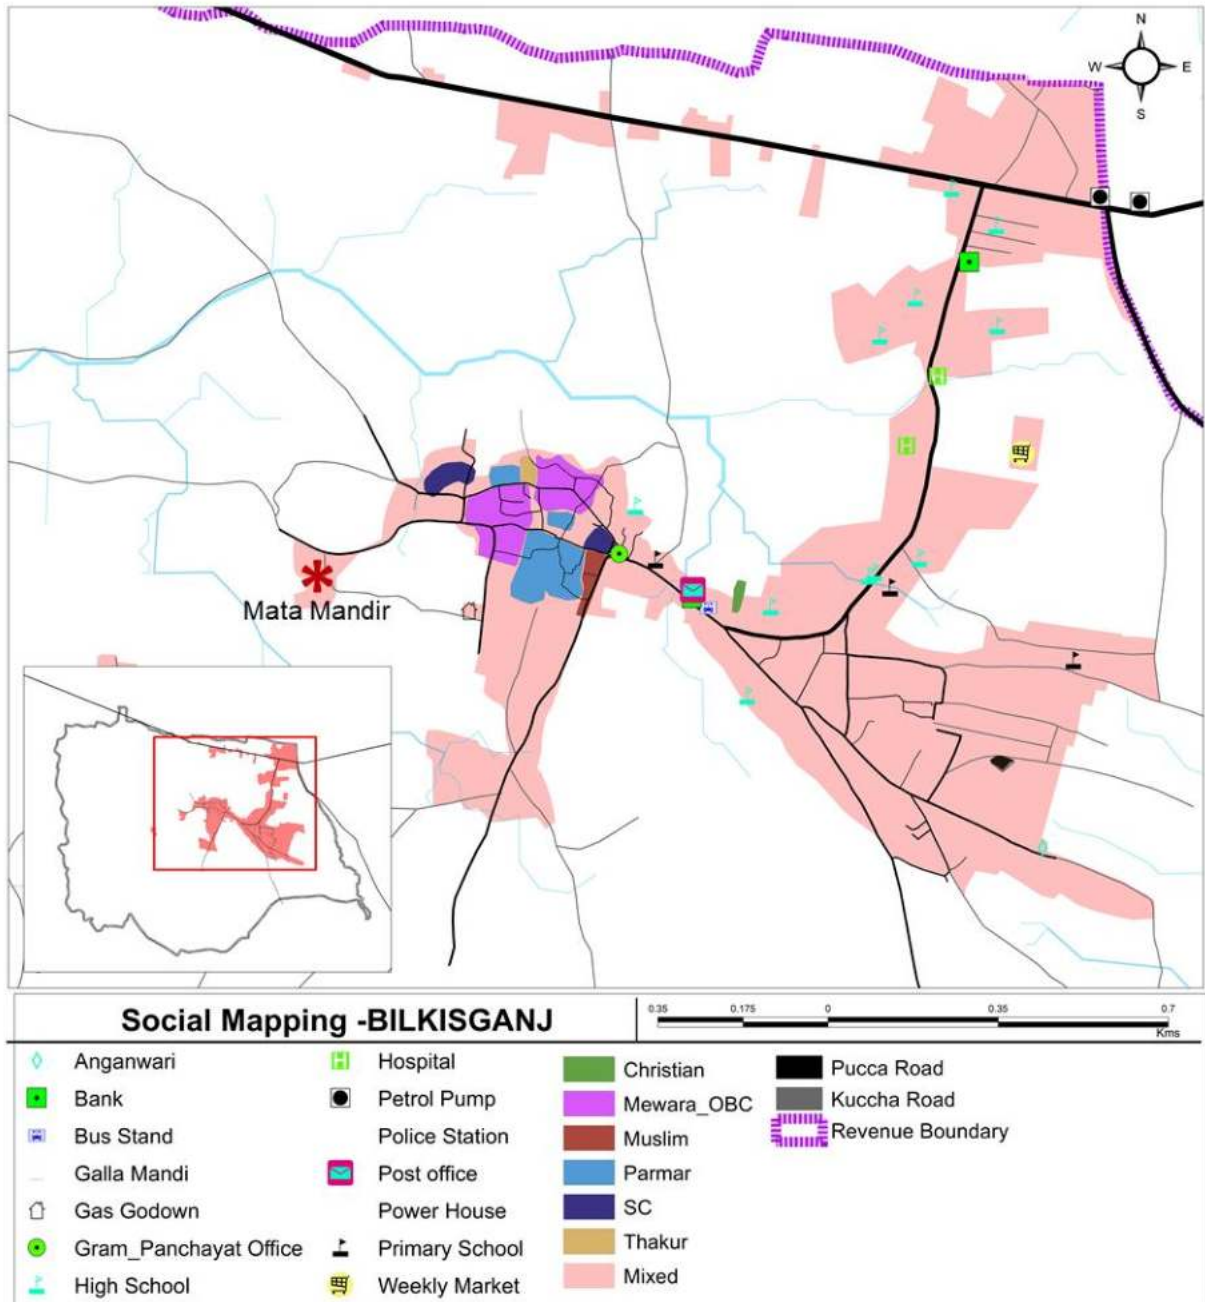 N
W E
S
Mata Mandir
Social Mapping -BILKISGANJ
0.35 0.175 0 0.35 0.7
Kms
Anganwari
Bank
Bus Stand
Galla Mandi
Gas Godown
Gram_Panchayat Office
High School
H Hospital
Petrol Pump
Police Station
Post office
Power House
Primary School
Weekly Market
Christian
Mewara_OBC
Muslim
Parmar
SC
Thakur
Mixed
Pucca Road
Kuccha Road
Revenue Boundary